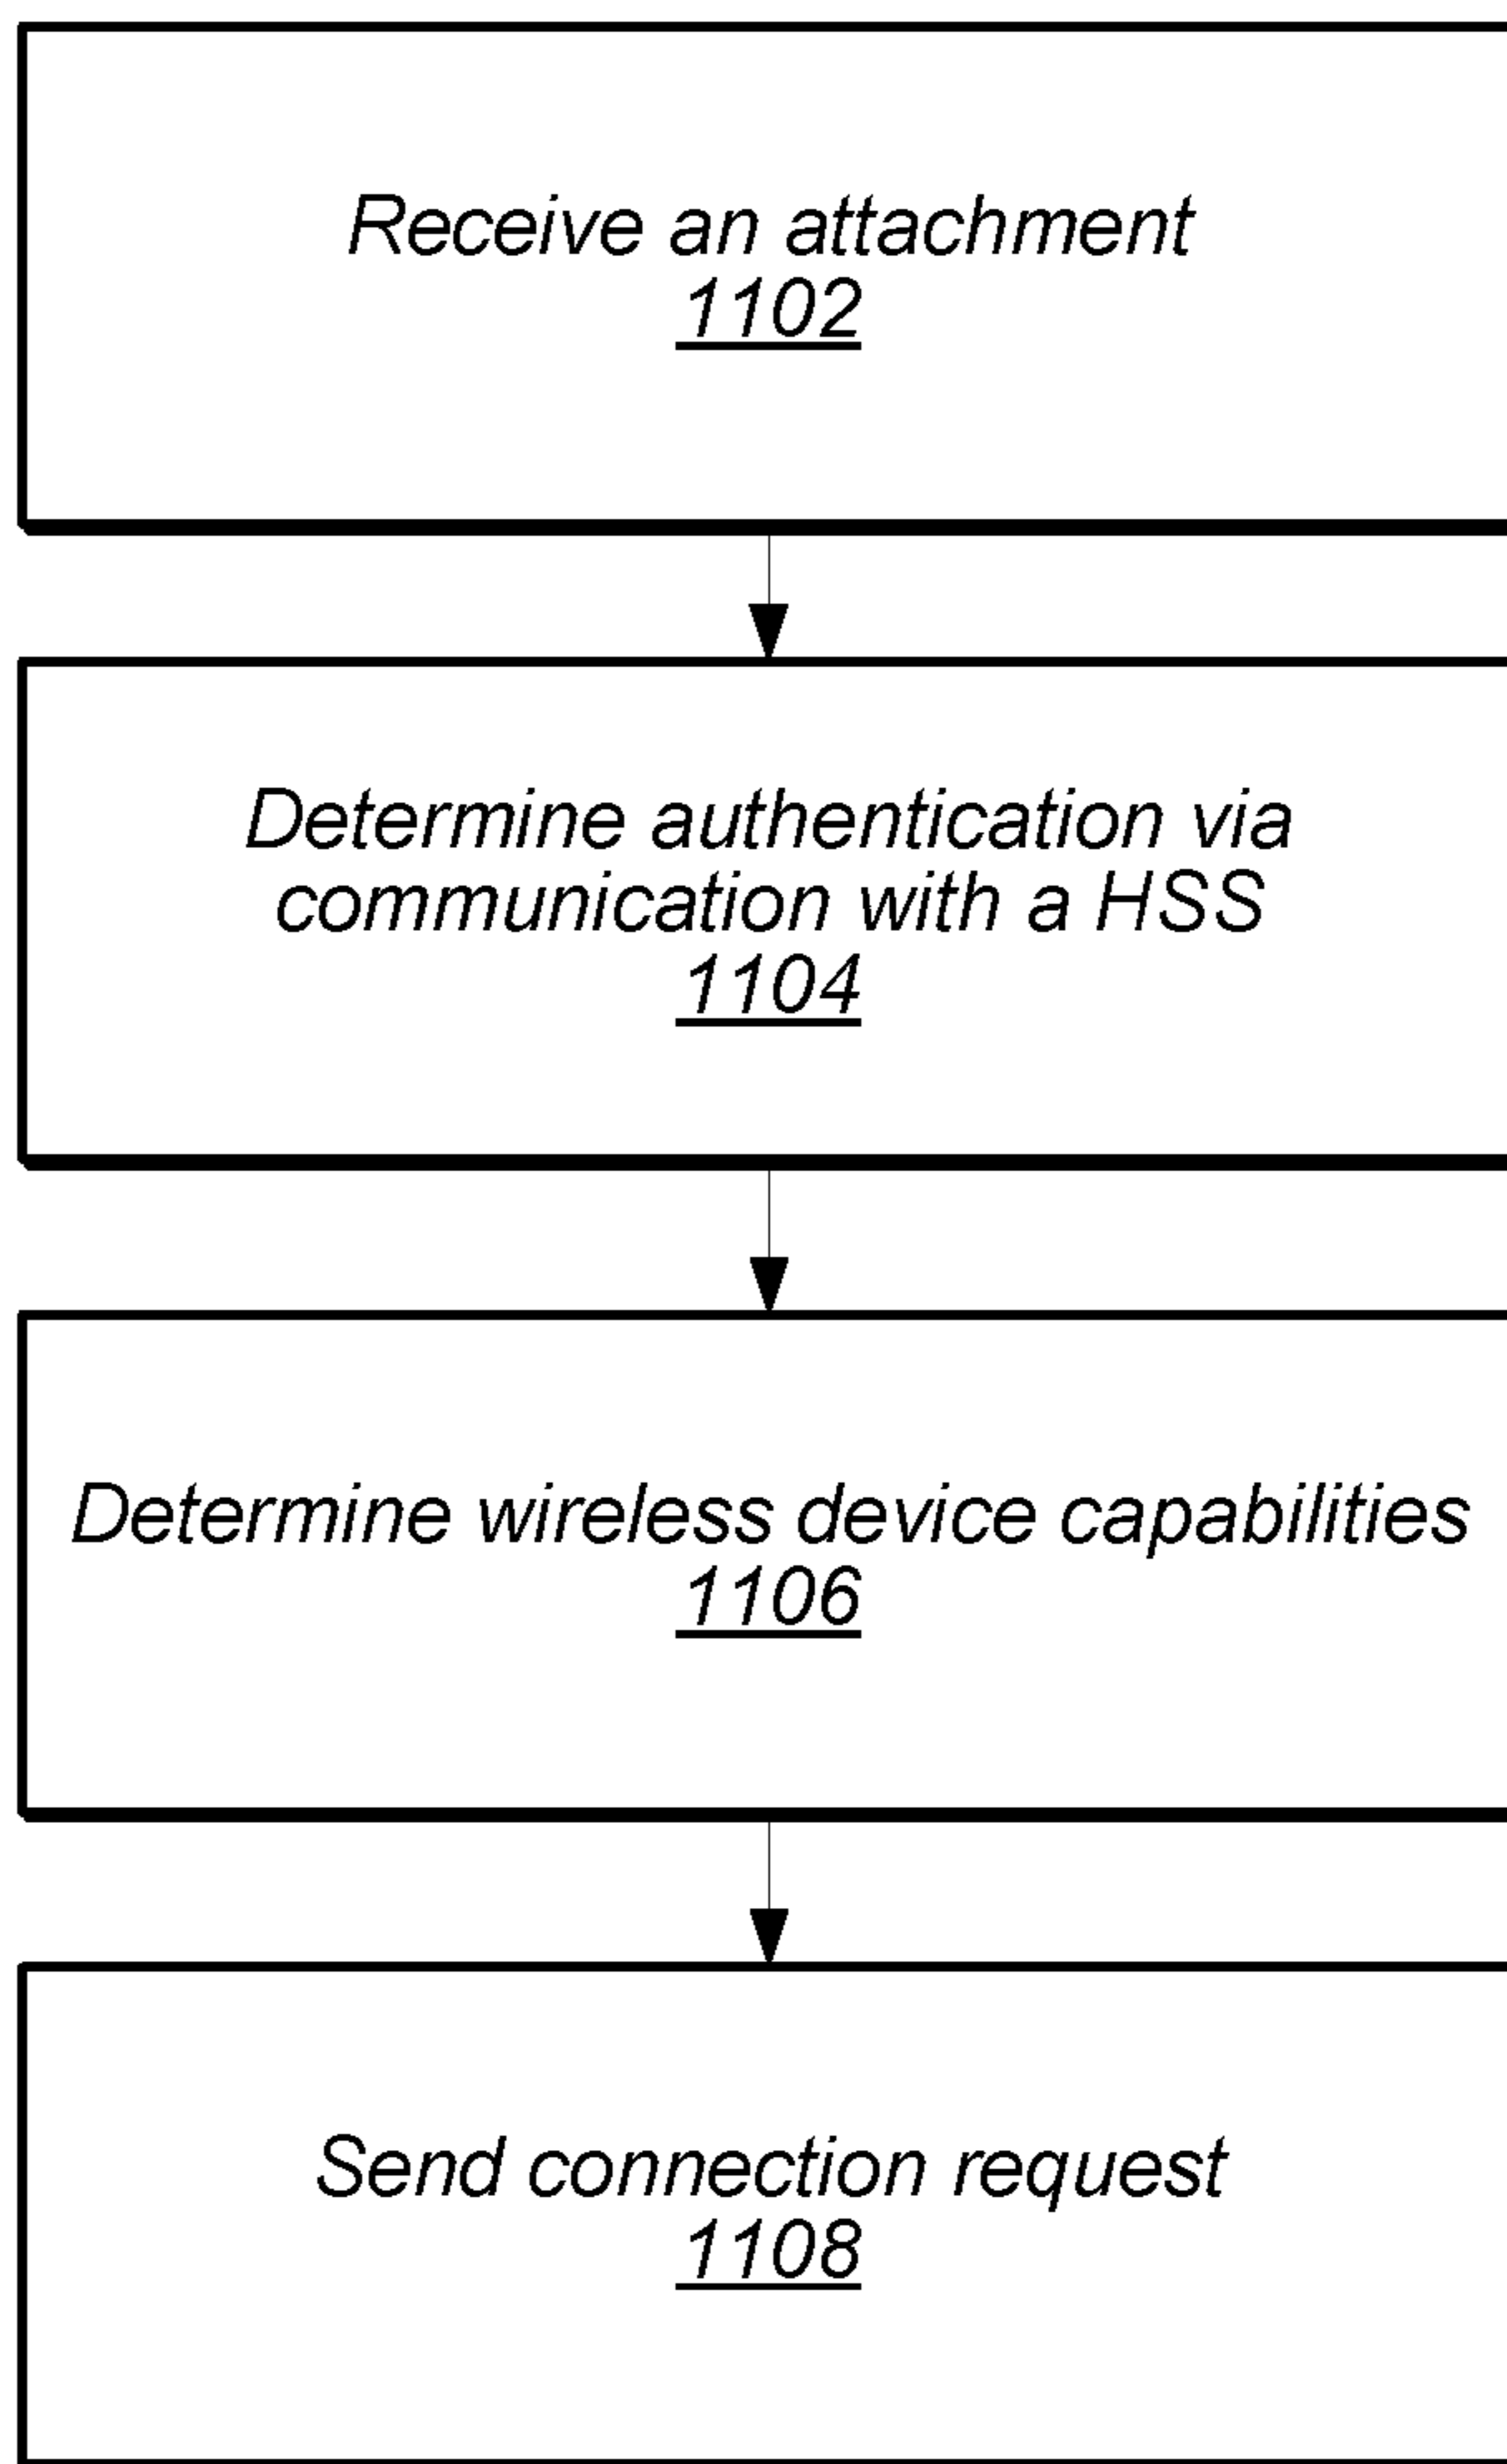 Receive an attachment
1102
Determine authentication via
communication with a HSS
1104
Determine wireless device capabilities
1106
Send connection request
1108